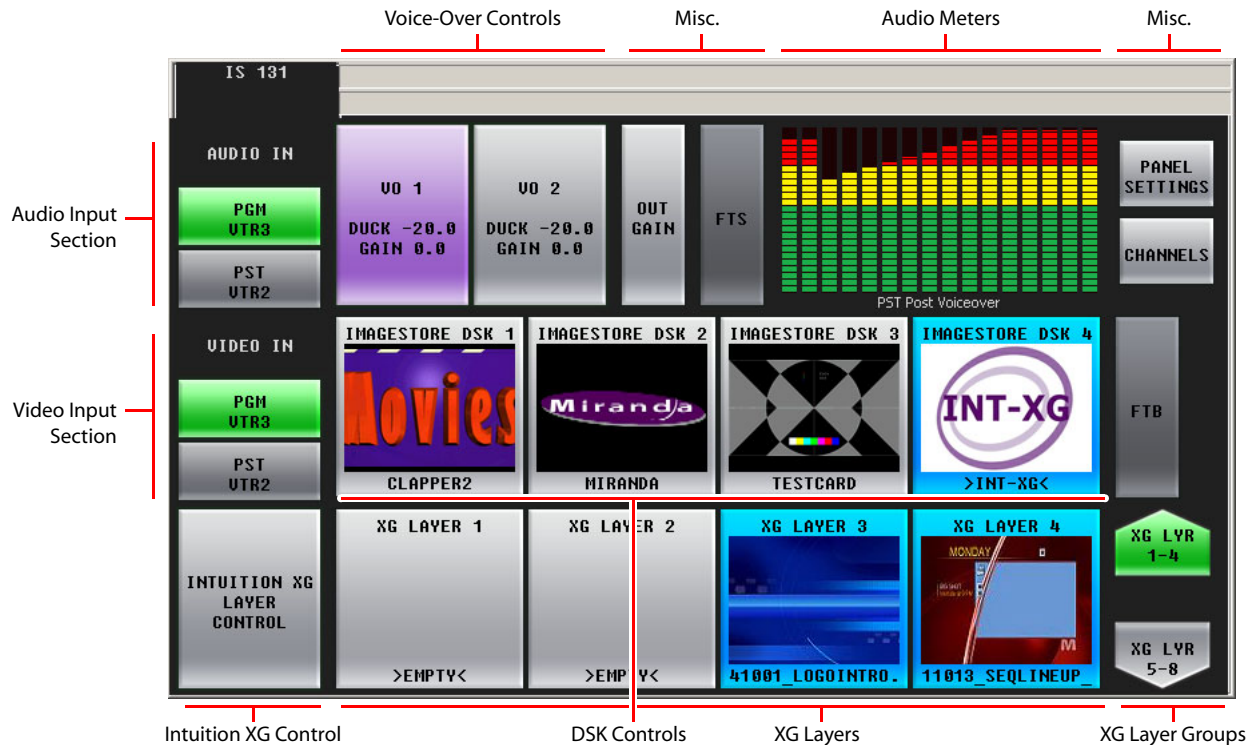 Voice-Over Controls
Misc.
Audio Meters
Misc.
IS 131
AUDIO IN
PGM
VTR3
PST
VTR2
Audio Input
Section
VO 1
DUCK -20.0
GAIN 0.0
VO 2
DUCK -20.0
GAIN 0.0
OUT
GAIN
FTS
PST Post Voiceover
PANEL
SETTINGS
CHANNELS
VIDEO IN
PGM
VTR3
PST
VTR2
Video Input
Section
IMAGESTORE DSK 1
Movies
CLAPPER2
IMAGESTORE DSK 2
Miranda
MIRANDA
IMAGESTORE DSK 3
TESTCARD
IMAGESTORE DSK 4
INT-XG
>INT-XG<
FTB
INTUITION XG
LAYER
CONTROL
XG LAYER 1
>EMPTY<
XG LAYER 2
>EMPTY<
XG LAYER 3
41001_LOGOINTRO.
XG LAYER 4
MONDAY
M
11013_SEQLINEUP_
XG LYR
1-4
XG LYR
5-8
Intuition XG Control
DSK Controls
XG Layers
XG Layer Groups